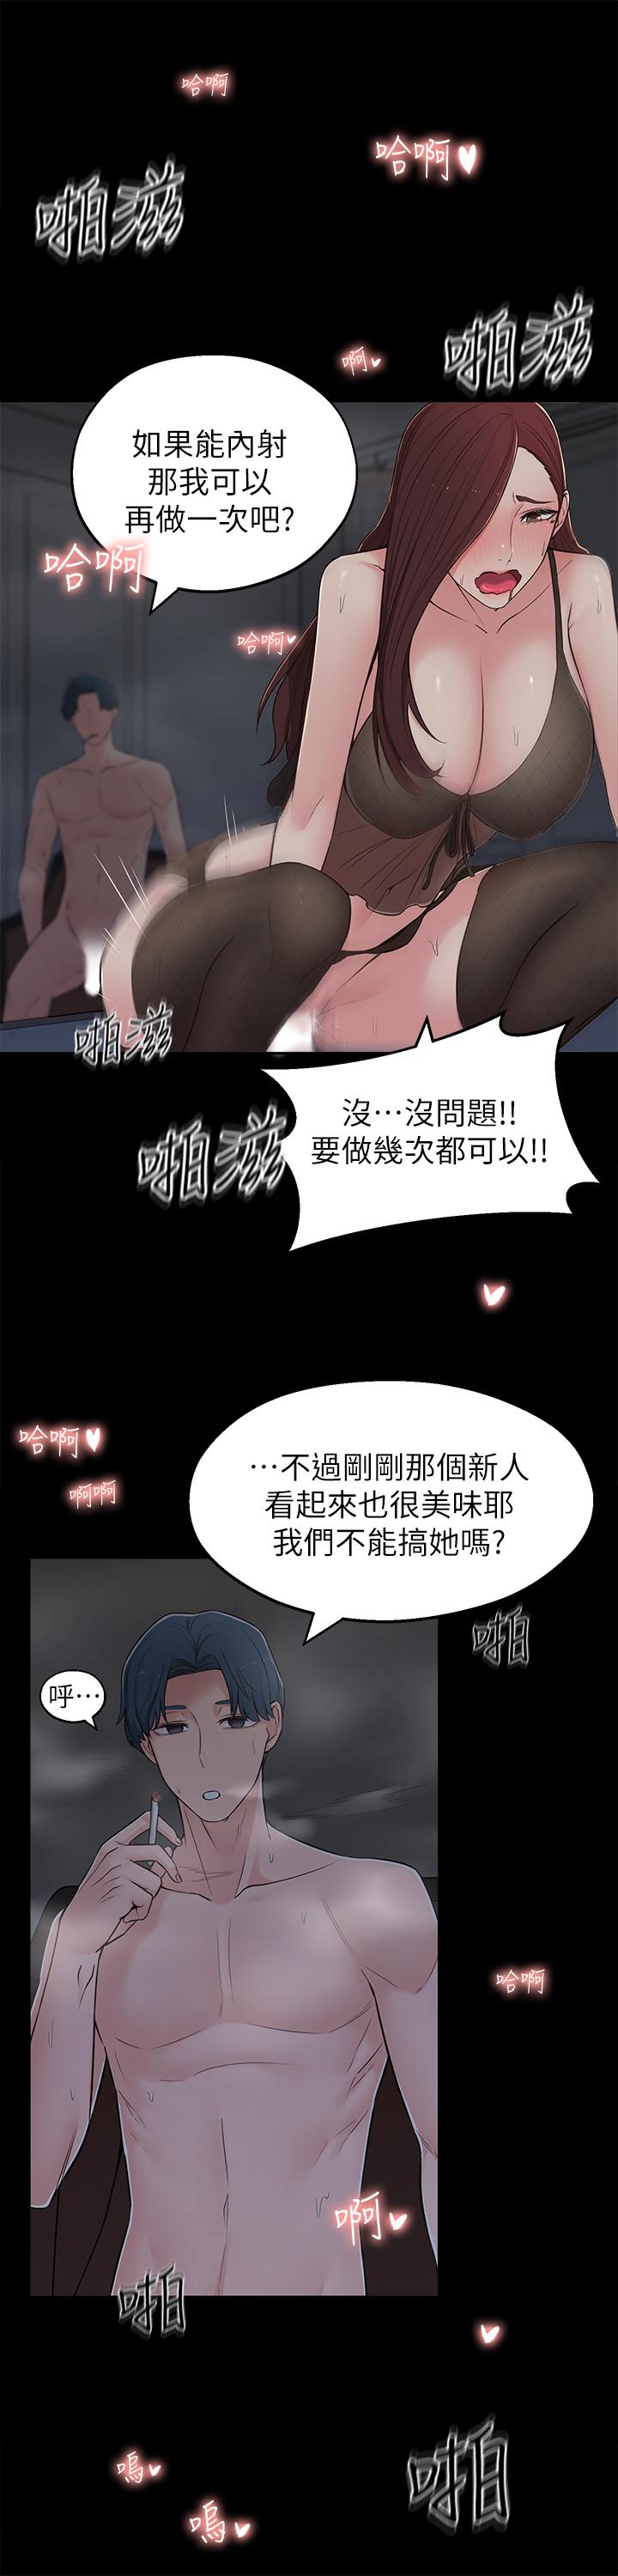 哈啊
哈啊♥
啪滋
啪滋
啊♥
如果能內射
那我可以
再做一次吧?
哈啊
哈啊♥
啪滋
沒…沒問題!!
要做幾次都可以!!
啪滋
♥
哈啊♥
啊啊
…不過剛剛那個新人
看起來也很美味耶
我們不能搞她嗎?
啪
呼…
哈啊
啊♥
啪
♥
啪
嗚♥
嗚♥